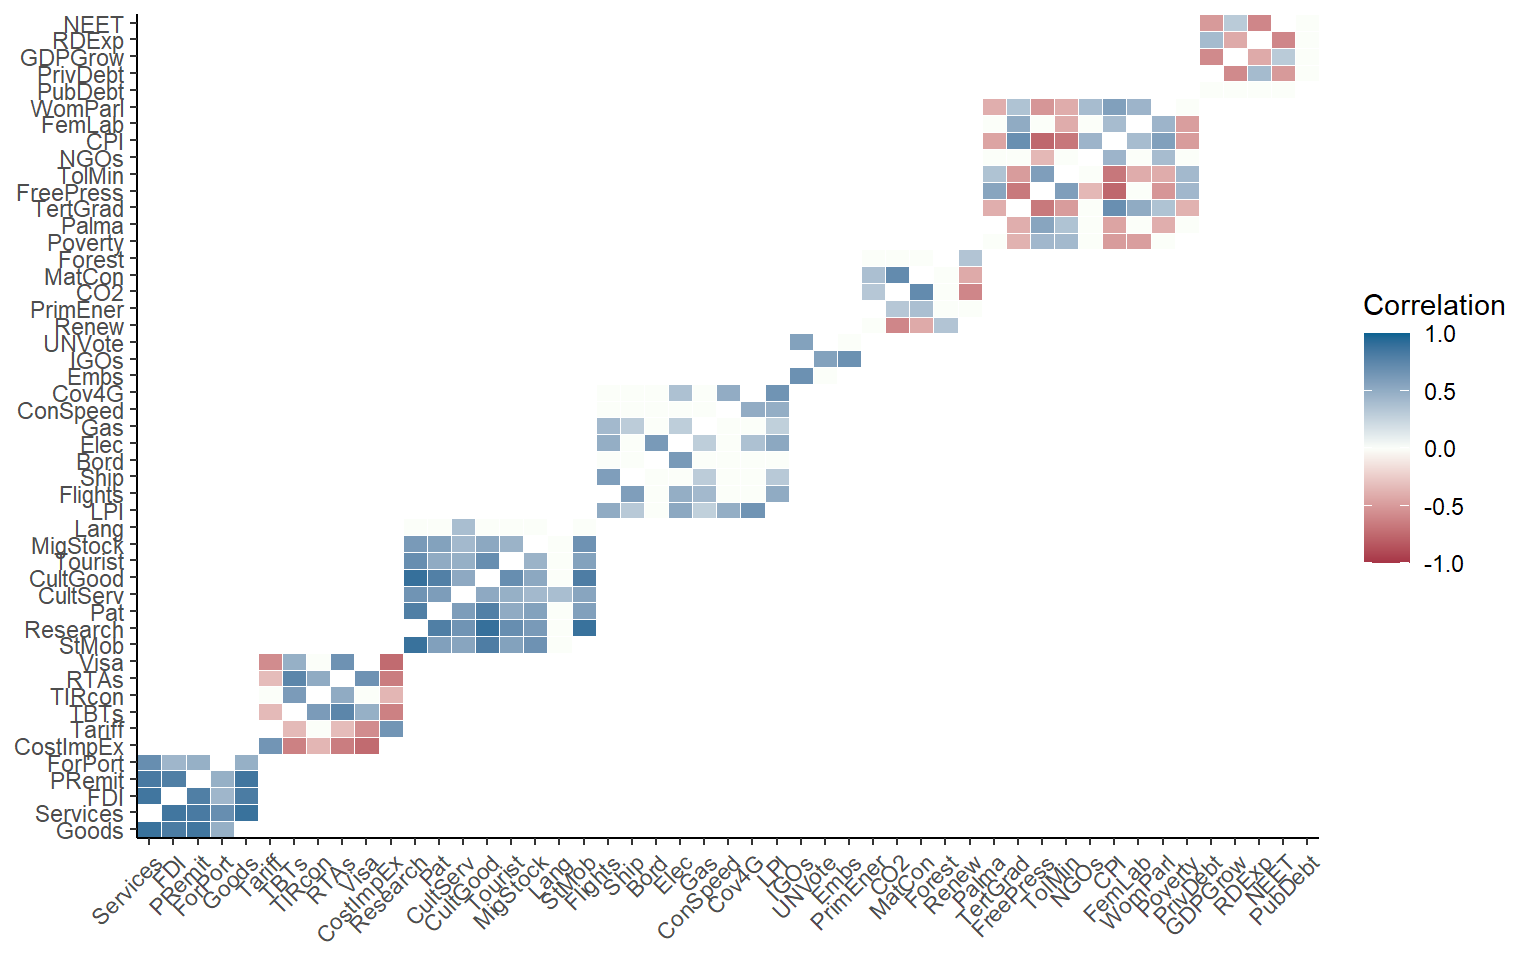 NEET
RDExp
GDPGrow
PrivDebt
PubDebt
WomParl
FemLab
CPI
NGOs
TolMin
FreePress
TertGrad
Palma
Poverty
Forest
MatCon
CO2
PrimEner
Renew
UNVote
IGOs
Embs
Cov4G
ConSpeed
Gas
Elec
Bord
Ship
Flights
LPI
Lang
MigStock
Tourist
CultGood
CultServ
Pat
Research
StMob
Visa
RTAs
TIRcon
TBTs
Tariff
CostImpEx
ForPort
PRemit
FDI
Services
Goods
Services
FDI
PRemit
ForPort
Goods
Tariff
TBTs
TIRcon
RTAs
Visa
CostImpEx
Research
Pat
CultServ
CultGood
Tourist
MigStock
Lang
StMob
Flights
Ship
Bord
Elec
Gas
ConSpeed
Cov4G
LPI
IGOs
UNVote
Embs
PrimEner
CO2
MatCon
Forest
Renew
Palma
TertGrad
FreePress
TolMin
NGOs
CPI
FemLab
WomParl
Poverty
PrivDebt
GDPGrow
RDExp
NEET
PubDebt
Correlation
1.0
0.5
0.0
-0.5
-1.0